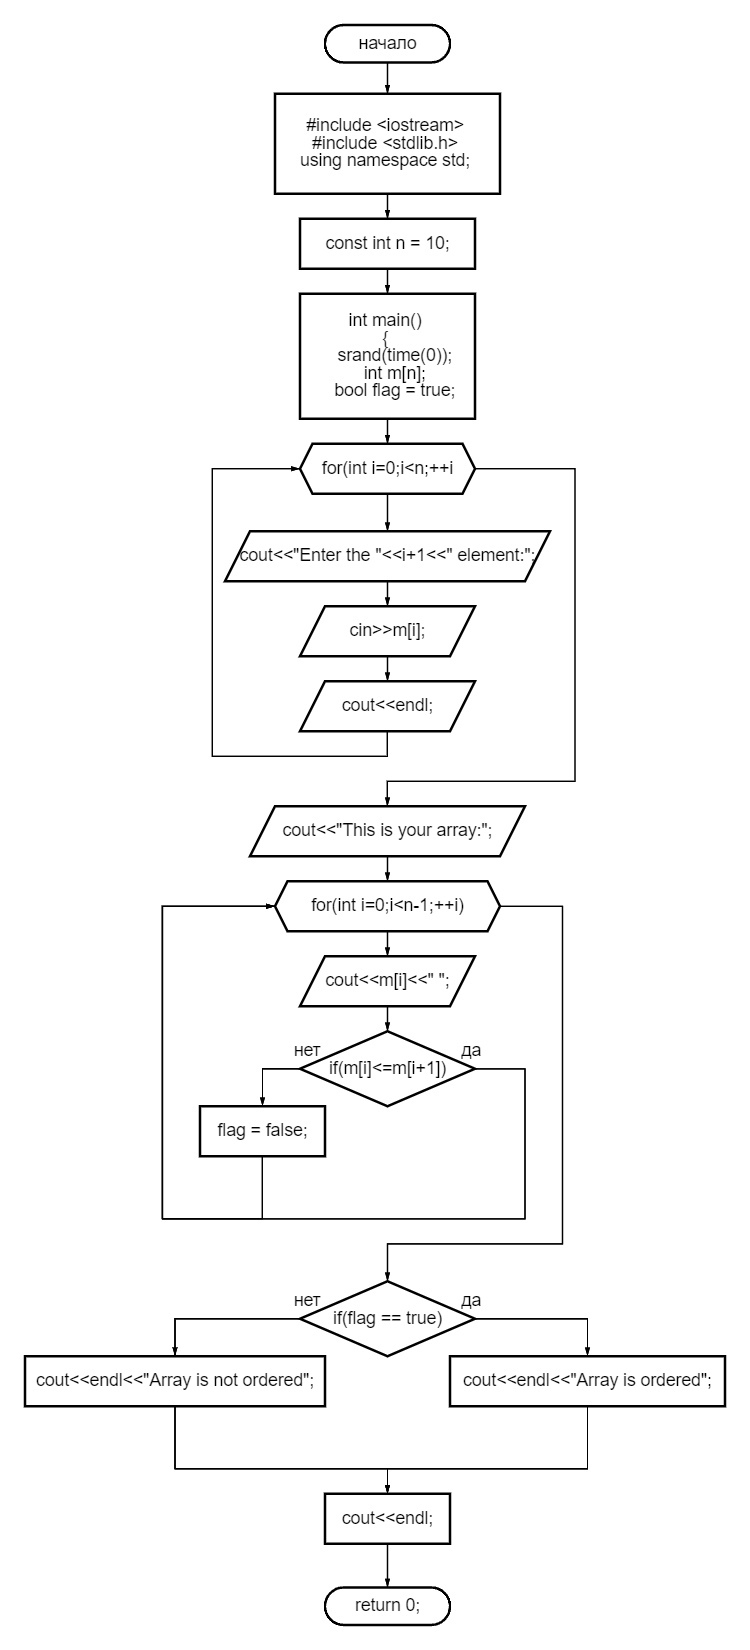 начало
#include <iostream>
#include <stdlib.h>
using namespace std;
const int n = 10;
int main()
{
srand(time(0));
int m[n];
bool flag = true;
for(int i=0;i<n;++i
cout<<"Enter the "<<i+1<<" element:";
cin>>m[i];
cout<<endl;
cout<<"This is your array:";
for(int i=0;i<n-1;++i)
cout<<m[i]<<" ";
нет
да
if(m[i]<=m[i+1])
flag = false;
нет
да
if(flag == true)
cout<<endl<<"Array is not ordered";
cout<<endl<<"Array is ordered";
cout<<endl;
return 0;